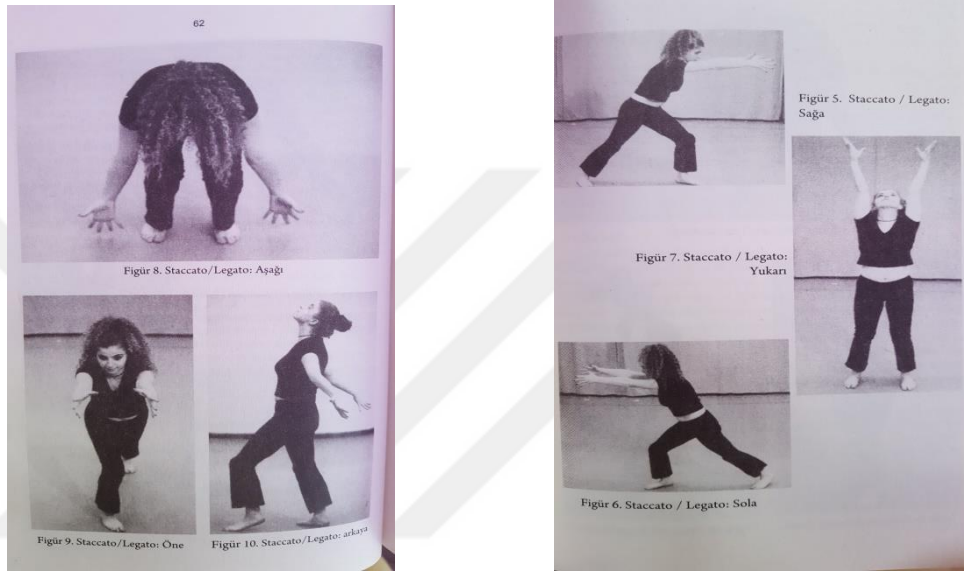 62
Figür 8. Staccato/Legato: Aşağı
Figür 9. Staccato/Legato: Öne
Figür 10. Staccato/Legato: arkaya
Figür 5. Staccato / Legato:
Sağa
Figür 7. Staccato / Legato:
Yukarı
Figür 6. Staccato / Legato: Sola